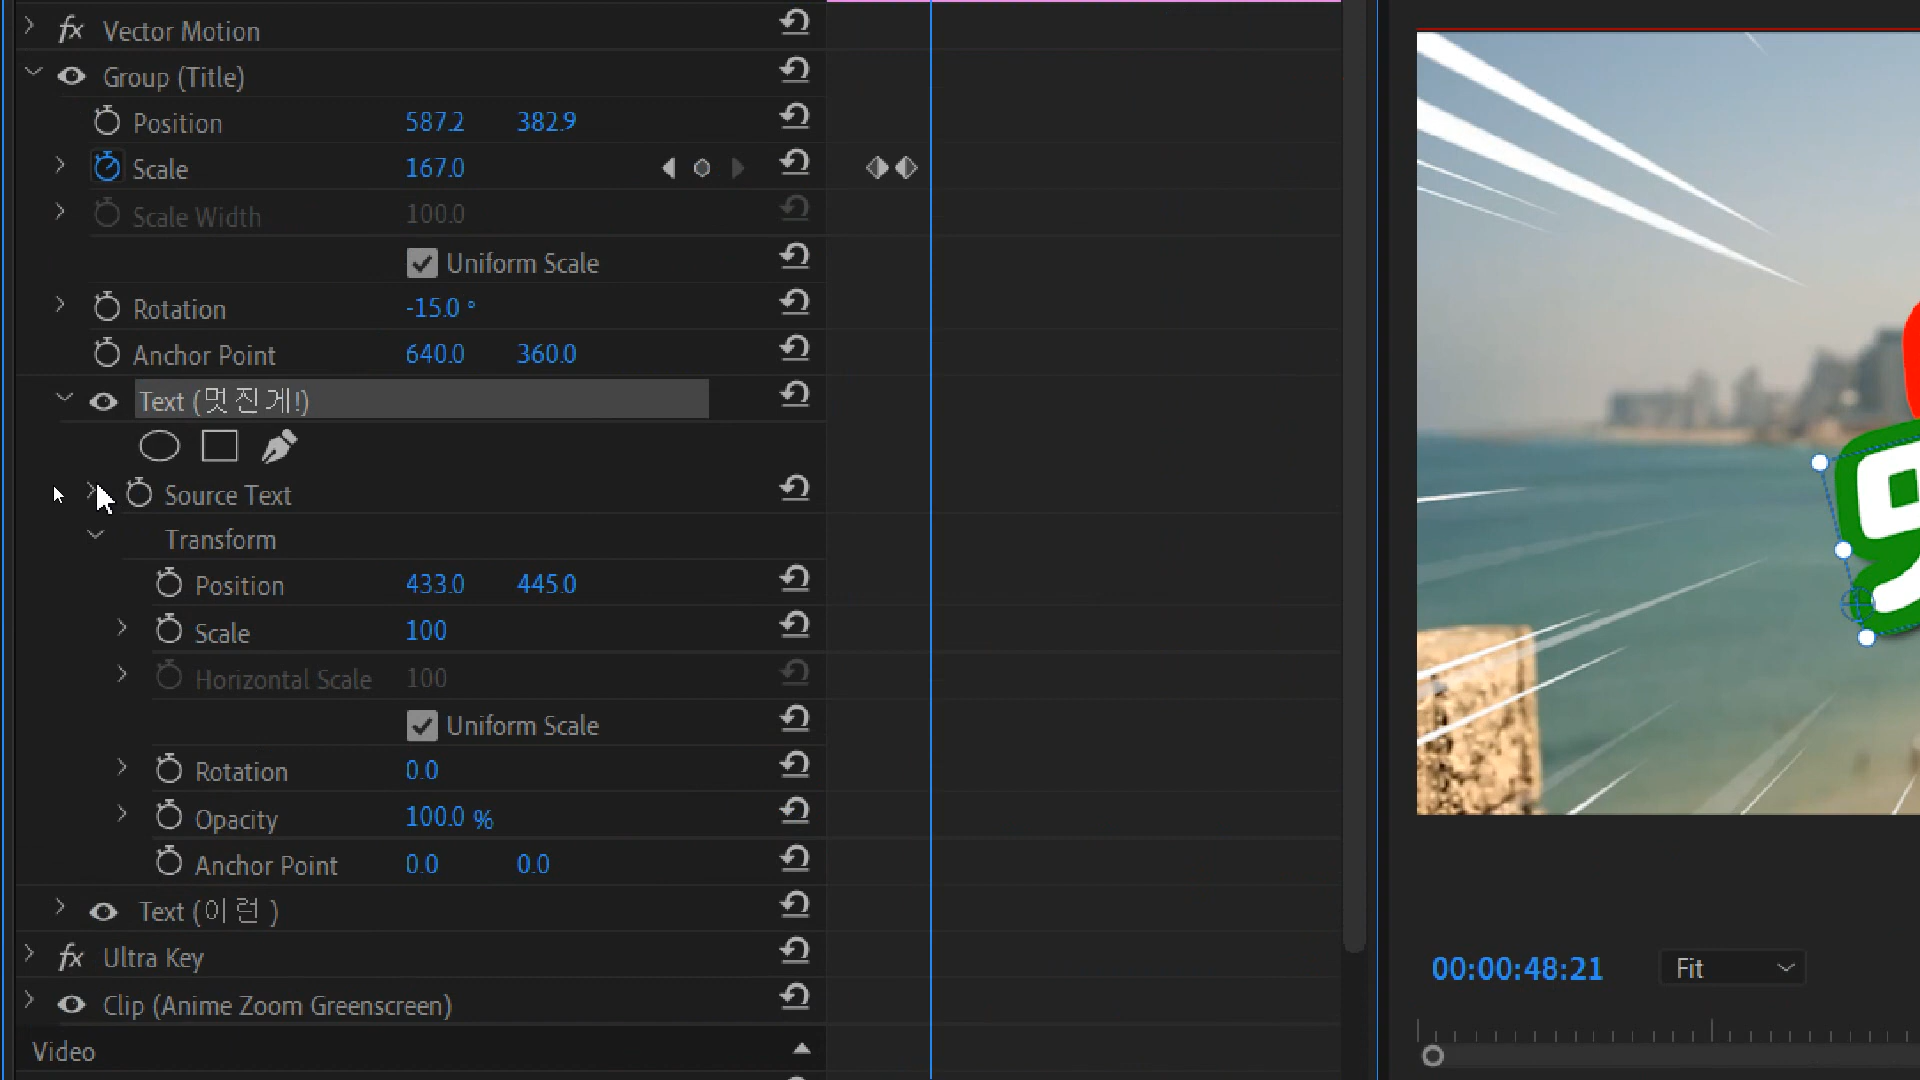 fx Vector Motion
Group (Title)
Position 587.2 382.9
Scale 167.0
Scale Width 100.0
Uniform Scale
Rotation -15.0 °
Anchor Point 640.0 360.0
Text (멋 진 게!)
Source Text
Transform
Position 433.0 445.0
Scale 100
Horizontal Scale 100
Uniform Scale
Rotation 0.0
Opacity 100.0 %
Anchor Point 0.0 0.0
Text (이 런 )
fx Ultra Key
Clip (Anime Zoom Greenscreen)
Video
00:00:48:21 Fit